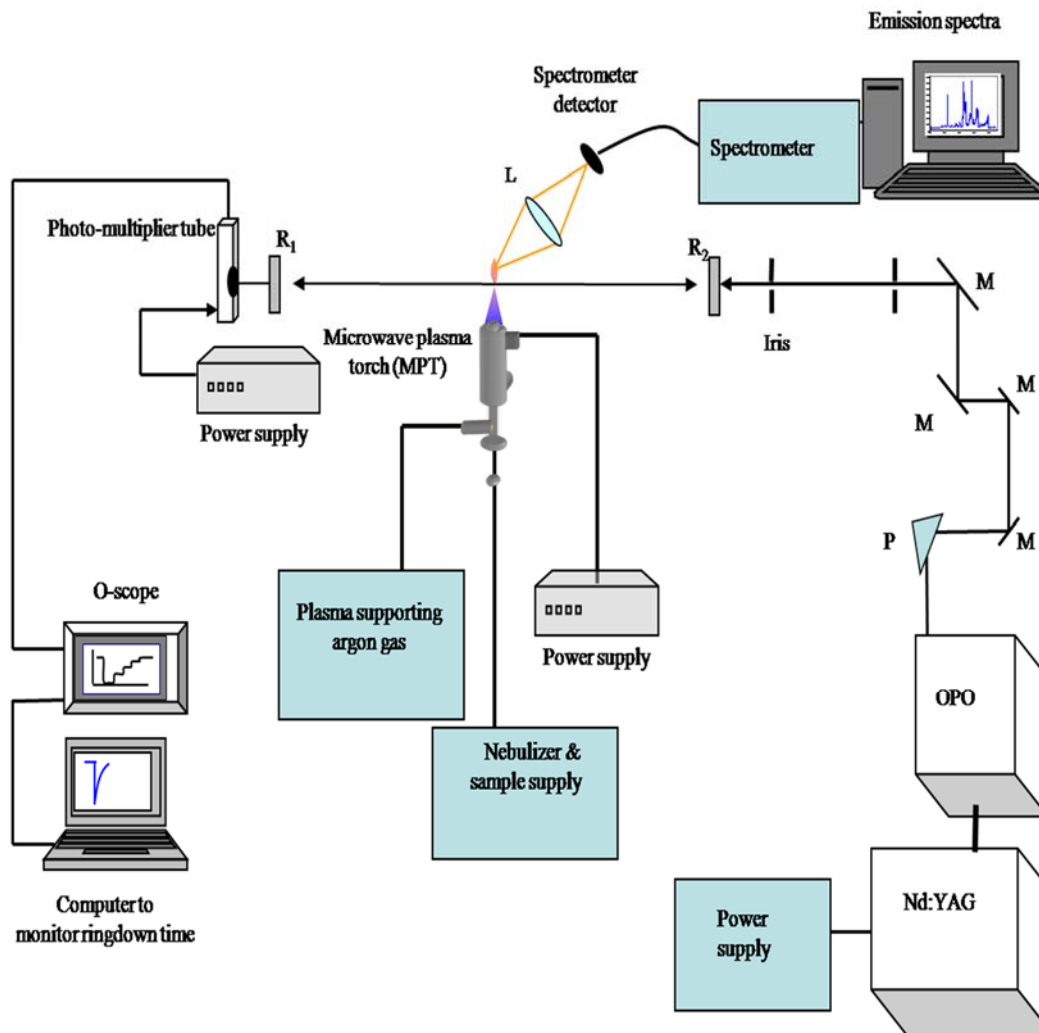 Emission spectra
Spectrometer
detector
Spectrometer
L
Photo-multiplier tube
R1
R2
M
Iris
Microwave plasma
torch (MPT)
Power supply
M
M
P
M
O-scope
Plasma supporting
argon gas
Power supply
OPO
Nebulizer &
sample supply
Computer to
monitor ringdown time
Power
supply
Nd:YAG